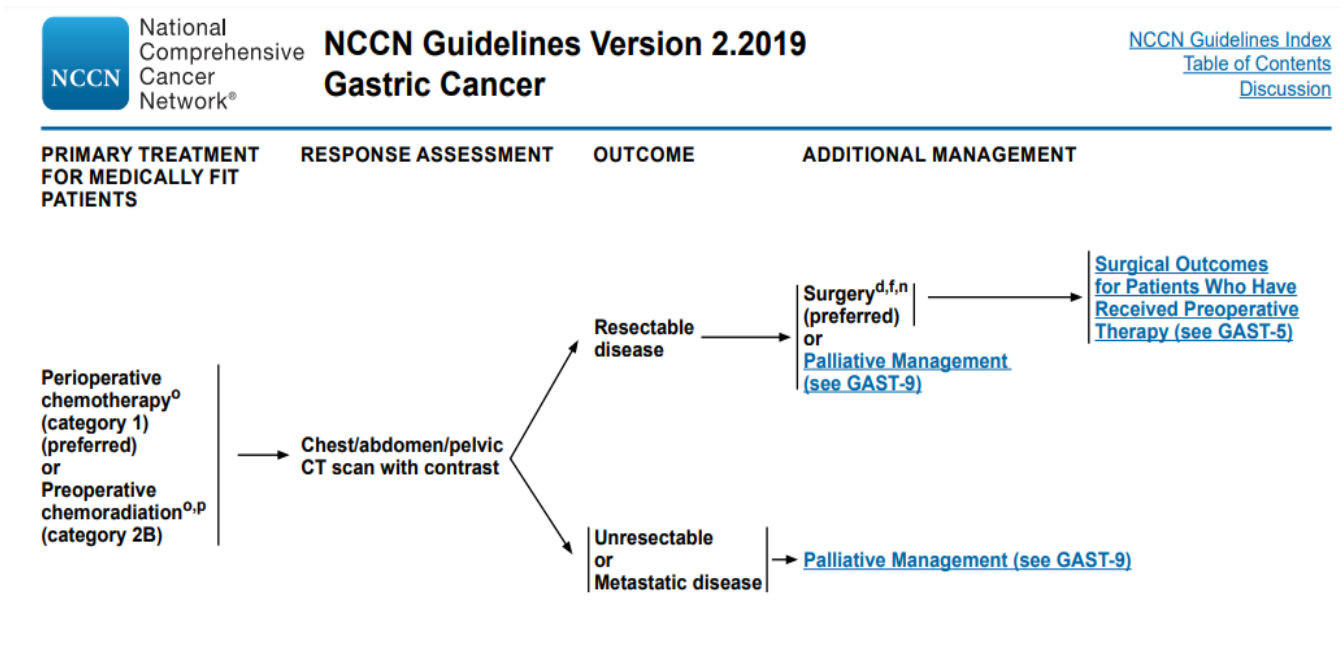 National
Comprehensive
NCCN Cancer
Network®
NCCN Guidelines Version 2.2019
Gastric Cancer
NCCN Guidelines Index
Table of Contents
Discussion
PRIMARY TREATMENT
FOR MEDICALLY FIT
PATIENTS
RESPONSE ASSESSMENT
OUTCOME
ADDITIONAL MANAGEMENT
Perioperative
chemotherapyᵒ
(category 1)
(preferred)
or
Preoperative
chemoradiationᵒ,ᵖ
(category 2B)
Chest/abdomen/pelvic
CT scan with contrast
Resectable
disease
Surgeryᵈ,ᶠ,ⁿ
(preferred)
or
Palliative Management
(see GAST-9)
Surgical Outcomes
for Patients Who Have
Received Preoperative
Therapy (see GAST-5)
Unresectable
or
Metastatic disease
Palliative Management (see GAST-9)